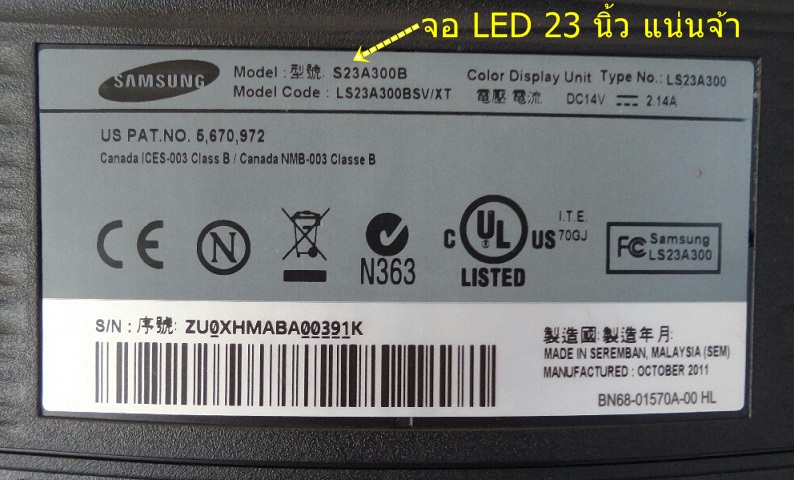 จอ LED 23 นิ้ว แน่นจ้า
SAMSUNG
Model : 型號: S23A300B
Model Code : LS23A300BSV/XT
Color Display Unit Type No.: LS23A300
電壓 電流 DC14V ⎓ 2.14A
US PAT.NO. 5,670,972
Canada ICES-003 Class B / Canada NMB-003 Classe B
CE
N
N363
C UL US
LISTED
I.T.E.
70GJ
FC Samsung
LS23A300
S/N : 序號: ZU0XHMABA00391K
製造國: 製造年月:
MADE IN SEREMBAN, MALAYSIA (SEM)
MANUFACTURED : OCTOBER 2011
BN68-01570A-00 HL